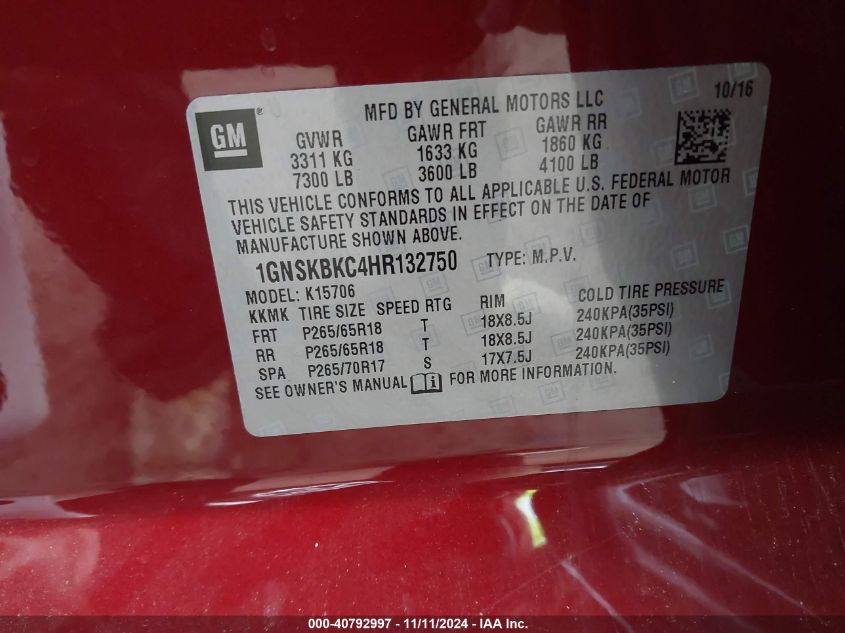 GM®
MFD BY GENERAL MOTORS LLC
10/16
GVWR GAWR FRT GAWR RR
3311 KG 1633 KG 1860 KG
7300 LB 3600 LB 4100 LB
THIS VEHICLE CONFORMS TO ALL APPLICABLE U.S. FEDERAL MOTOR
VEHICLE SAFETY STANDARDS IN EFFECT ON THE DATE OF
MANUFACTURE SHOWN ABOVE.
1GNSKBKC4HR132750 TYPE: M.P.V.
MODEL: K15706
KKMK TIRE SIZE SPEED RTG RIM COLD TIRE PRESSURE
FRT P265/65R18 T 18X8.5J 240KPA(35PSI)
RR P265/65R18 T 18X8.5J 240KPA(35PSI)
SPA P265/70R17 S 17X7.5J 240KPA(35PSI)
SEE OWNER'S MANUAL FOR MORE INFORMATION.
000-40792997 - 11/11/2024 - IAA Inc.